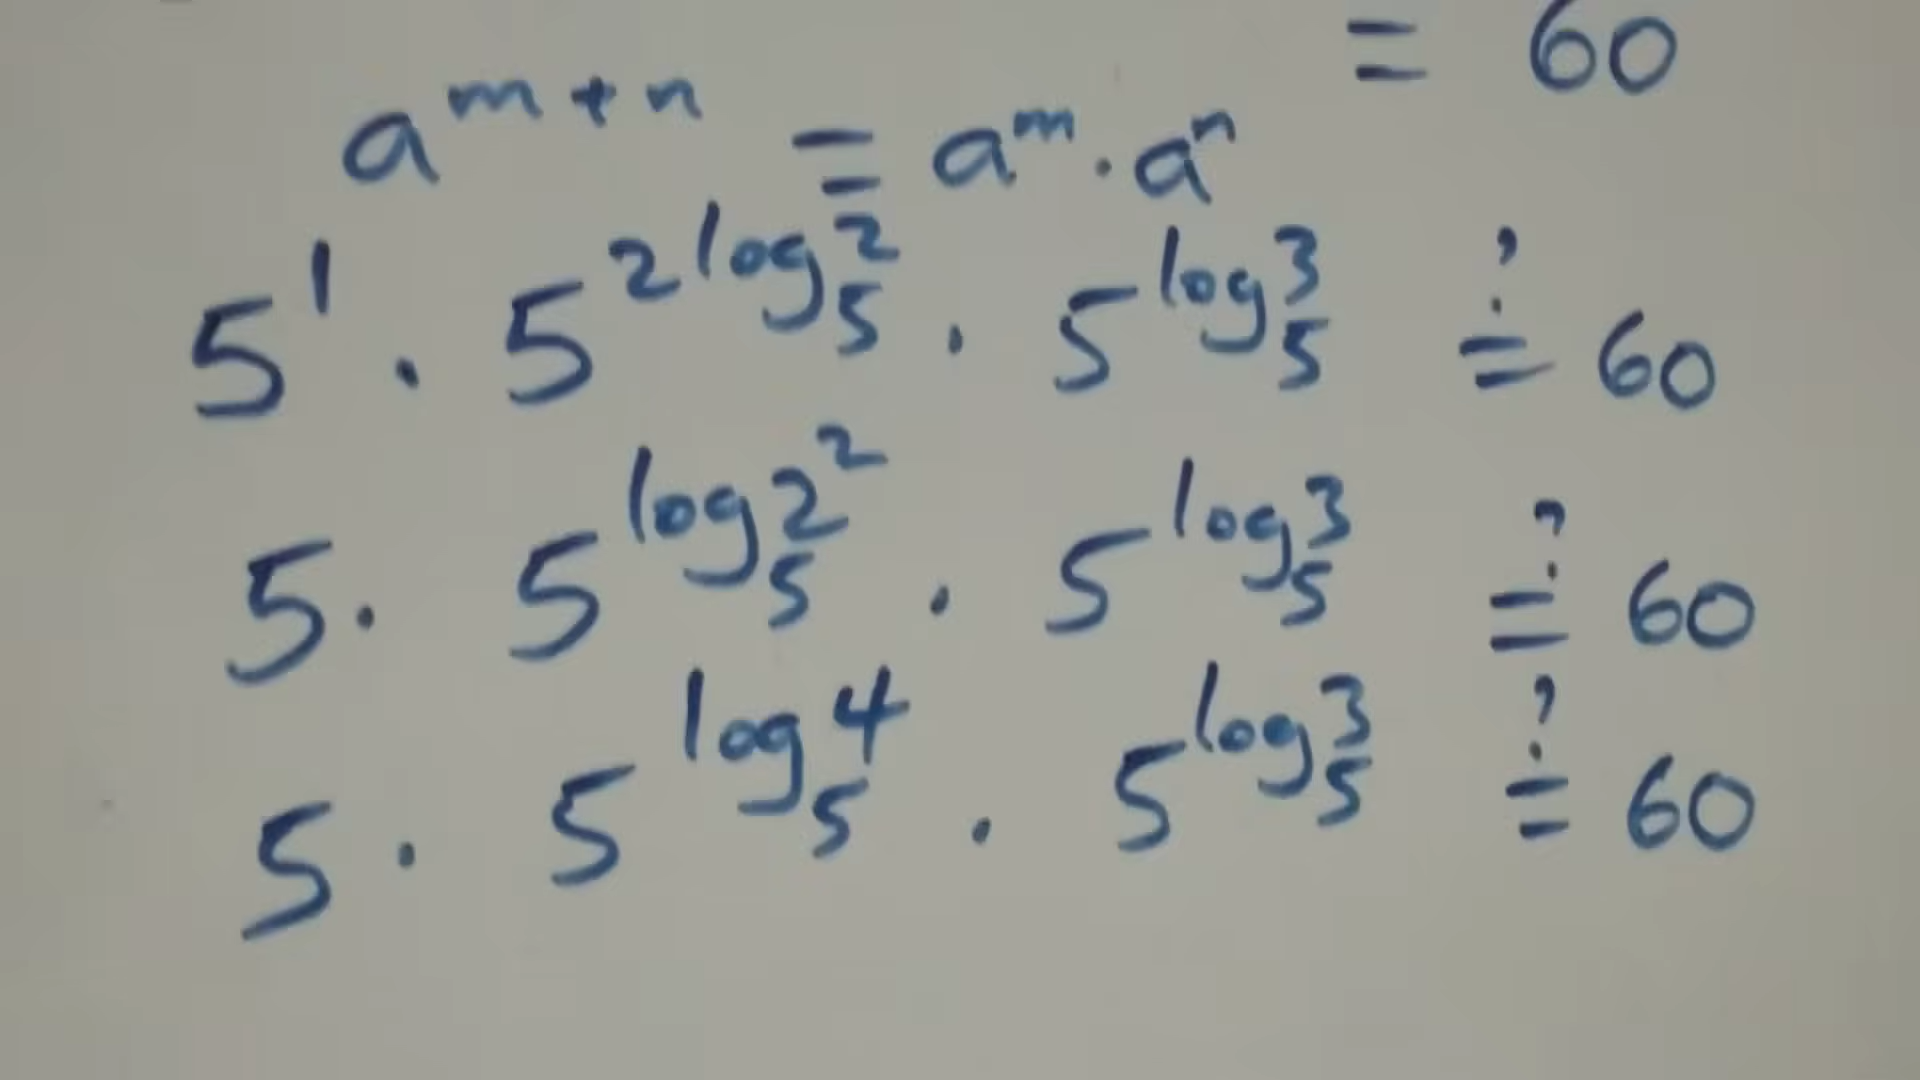 = 60
a^{m+n} = a^m · a^n
5^1 · 5^{2 log_5 2} · 5^{log_5 3} ≟ 60
5 · 5^{log_5 2^2} · 5^{log_5 3} ≟ 60
5 · 5^{log_5 4} · 5^{log_5 3} ≟ 60